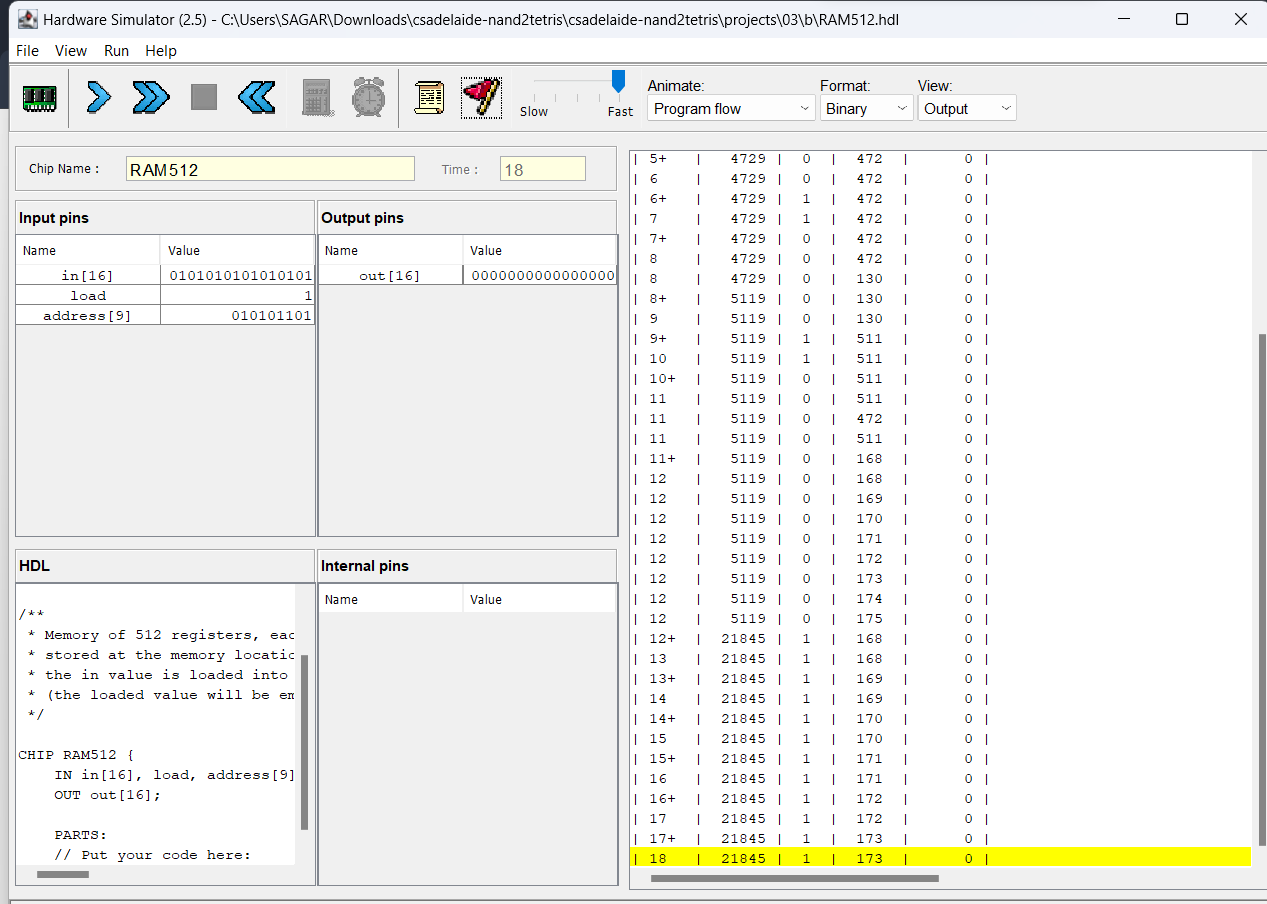 Hardware Simulator (2.5) - C:\Users\SAGAR\Downloads\csadelaide-nand2tetris\csadelaide-nand2tetris\projects\03\b\RAM512.hdl
File View Run Help
Slow Fast
Animate: Format: View:
Program flow Binary Output
Chip Name : RAM512 Time : 18
Input pins
Name Value
in[16] 0101010101010101
load 1
address[9] 010101101
Output pins
Name Value
out[16] 0000000000000000
HDL
/**
* Memory of 512 registers, eac
* stored at the memory locatic
* the in value is loaded into
* (the loaded value will be em
*/
CHIP RAM512 {
IN in[16], load, address[9]
OUT out[16];
PARTS:
// Put your code here:
Internal pins
Name Value
| 5+ | 4729 | 0 | 472 | 0 |
| 6 | 4729 | 0 | 472 | 0 |
| 6+ | 4729 | 1 | 472 | 0 |
| 7 | 4729 | 1 | 472 | 0 |
| 7+ | 4729 | 0 | 472 | 0 |
| 8 | 4729 | 0 | 472 | 0 |
| 8 | 4729 | 0 | 130 | 0 |
| 8+ | 5119 | 0 | 130 | 0 |
| 9 | 5119 | 0 | 130 | 0 |
| 9+ | 5119 | 1 | 511 | 0 |
| 10 | 5119 | 1 | 511 | 0 |
| 10+ | 5119 | 0 | 511 | 0 |
| 11 | 5119 | 0 | 511 | 0 |
| 11 | 5119 | 0 | 472 | 0 |
| 11 | 5119 | 0 | 511 | 0 |
| 11+ | 5119 | 0 | 168 | 0 |
| 12 | 5119 | 0 | 168 | 0 |
| 12 | 5119 | 0 | 169 | 0 |
| 12 | 5119 | 0 | 170 | 0 |
| 12 | 5119 | 0 | 171 | 0 |
| 12 | 5119 | 0 | 172 | 0 |
| 12 | 5119 | 0 | 173 | 0 |
| 12 | 5119 | 0 | 174 | 0 |
| 12 | 5119 | 0 | 175 | 0 |
| 12+ | 21845 | 1 | 168 | 0 |
| 13 | 21845 | 1 | 168 | 0 |
| 13+ | 21845 | 1 | 169 | 0 |
| 14 | 21845 | 1 | 169 | 0 |
| 14+ | 21845 | 1 | 170 | 0 |
| 15 | 21845 | 1 | 170 | 0 |
| 15+ | 21845 | 1 | 171 | 0 |
| 16 | 21845 | 1 | 171 | 0 |
| 16+ | 21845 | 1 | 172 | 0 |
| 17 | 21845 | 1 | 172 | 0 |
| 17+ | 21845 | 1 | 173 | 0 |
| 18 | 21845 | 1 | 173 | 0 |